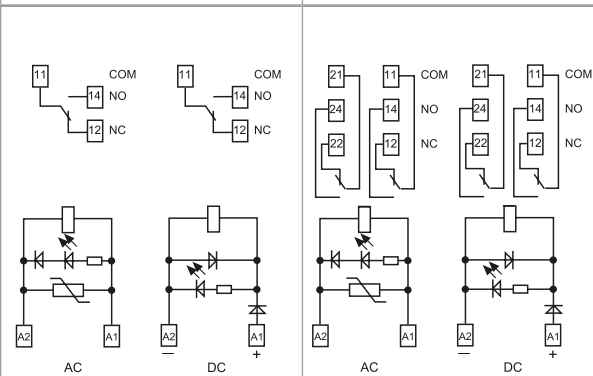 11 COM 11 COM 21 11 COM 21 11 COM
14 NO 14 NO 24 14 NO 24 14 NO
12 NC 12 NC 22 12 NC 22 12 NC
A2 A1 A2 A1 A2 A1 A2 A1
— + — +
AC DC AC DC